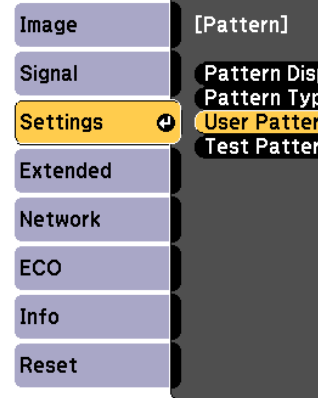 Image
Signal
Settings
Extended
Network
ECO
Info
Reset
[Pattern]
Pattern Disp
Pattern Typ
User Patter
Test Patter